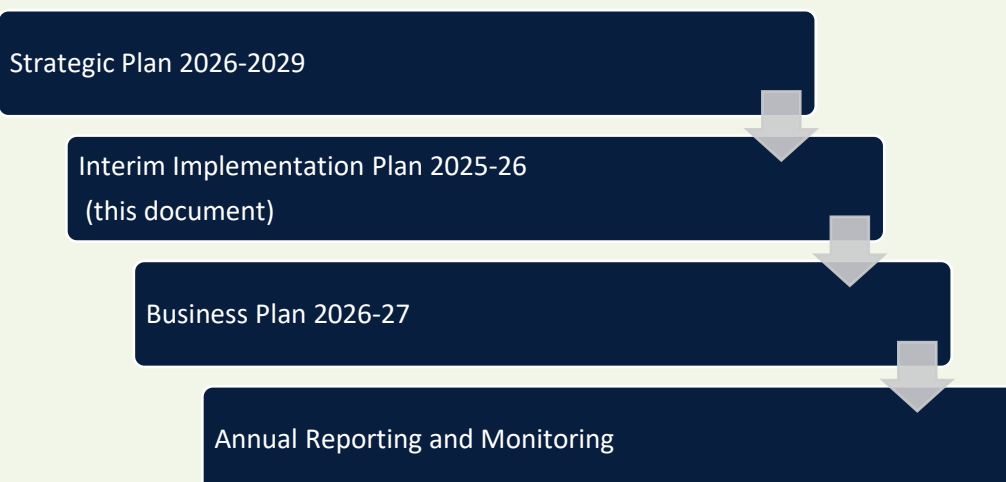 Strategic Plan 2026-2029
Interim Implementation Plan 2025-26
(this document)
Business Plan 2026-27
Annual Reporting and Monitoring